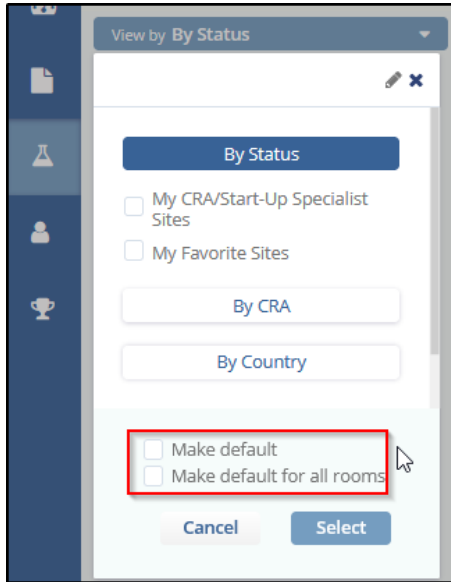 View by By Status
By Status
My CRA/Start-Up Specialist
Sites
My Favorite Sites
By CRA
By Country
Make default
Make default for all rooms
Cancel Select